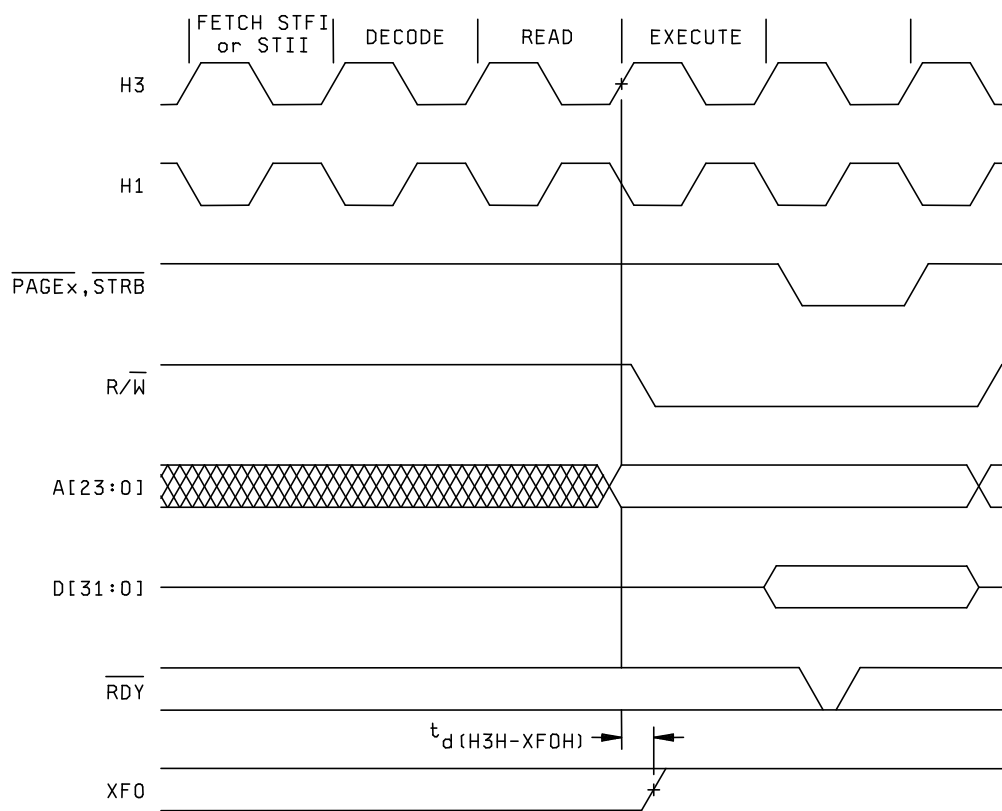 FETCH STFI
or STII
DECODE
READ
EXECUTE
H3
H1
PAGEx,STRB
R/W
A[23:0]
D[31:0]
RDY
td(H3H-XF0H)
XF0